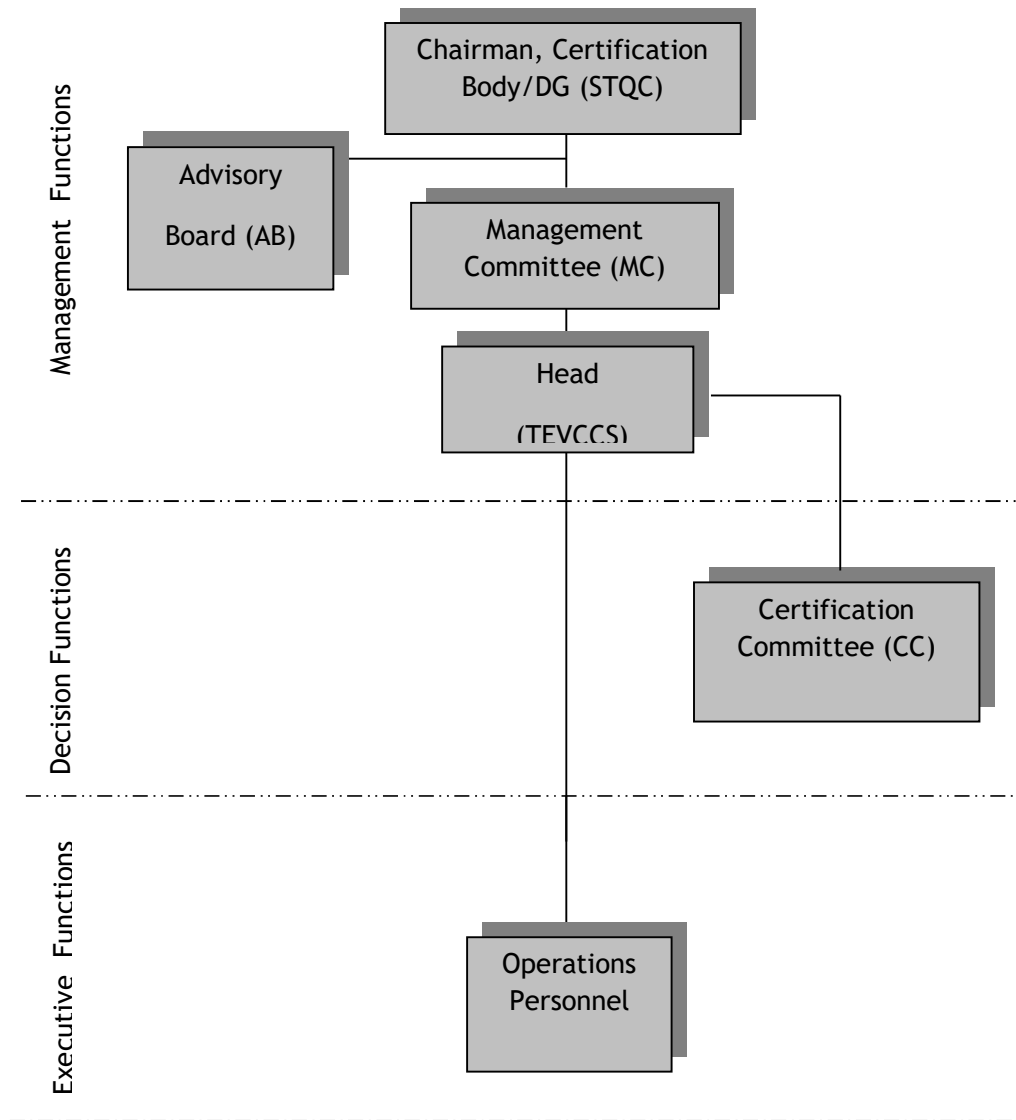 Management Functions
Chairman, Certification
Body/DG (STQC)
Advisory
Board (AB)
Management
Committee (MC)
Head
(TEVCCS)
Decision Functions
Certification
Committee (CC)
Executive Functions
Operations
Personnel